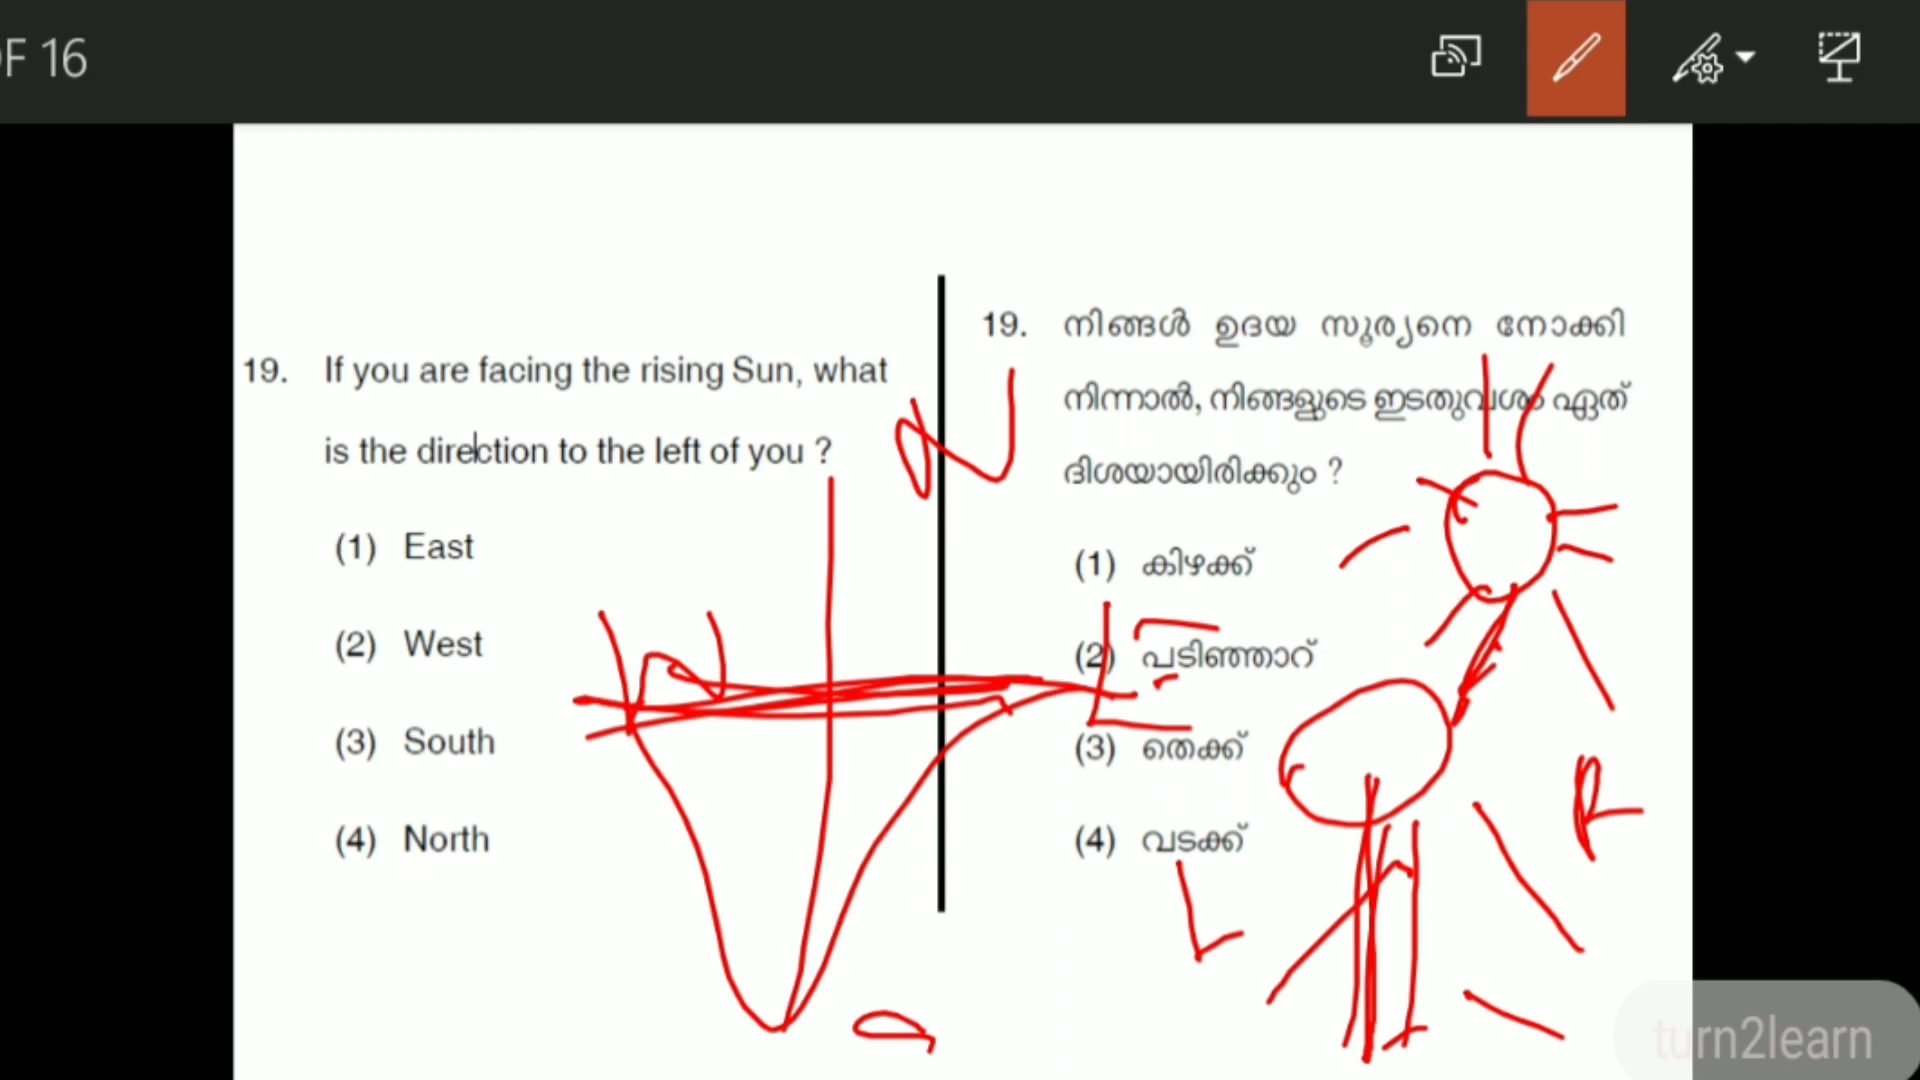 F 16
19. If you are facing the rising Sun, what
is the direction to the left of you ?
(1) East
(2) West
(3) South
(4) North
19. നിങ്ങൾ ഉദയ സൂര്യനെ നോക്കി
നിന്നാൽ, നിങ്ങളുടെ ഇടതുവശം ഏത്
ദിശയായിരിക്കും ?
(1) കിഴക്ക്
(2) പടിഞ്ഞാറ്
(3) തെക്ക്
(4) വടക്ക്
N
W
E
L
R
turn2learn